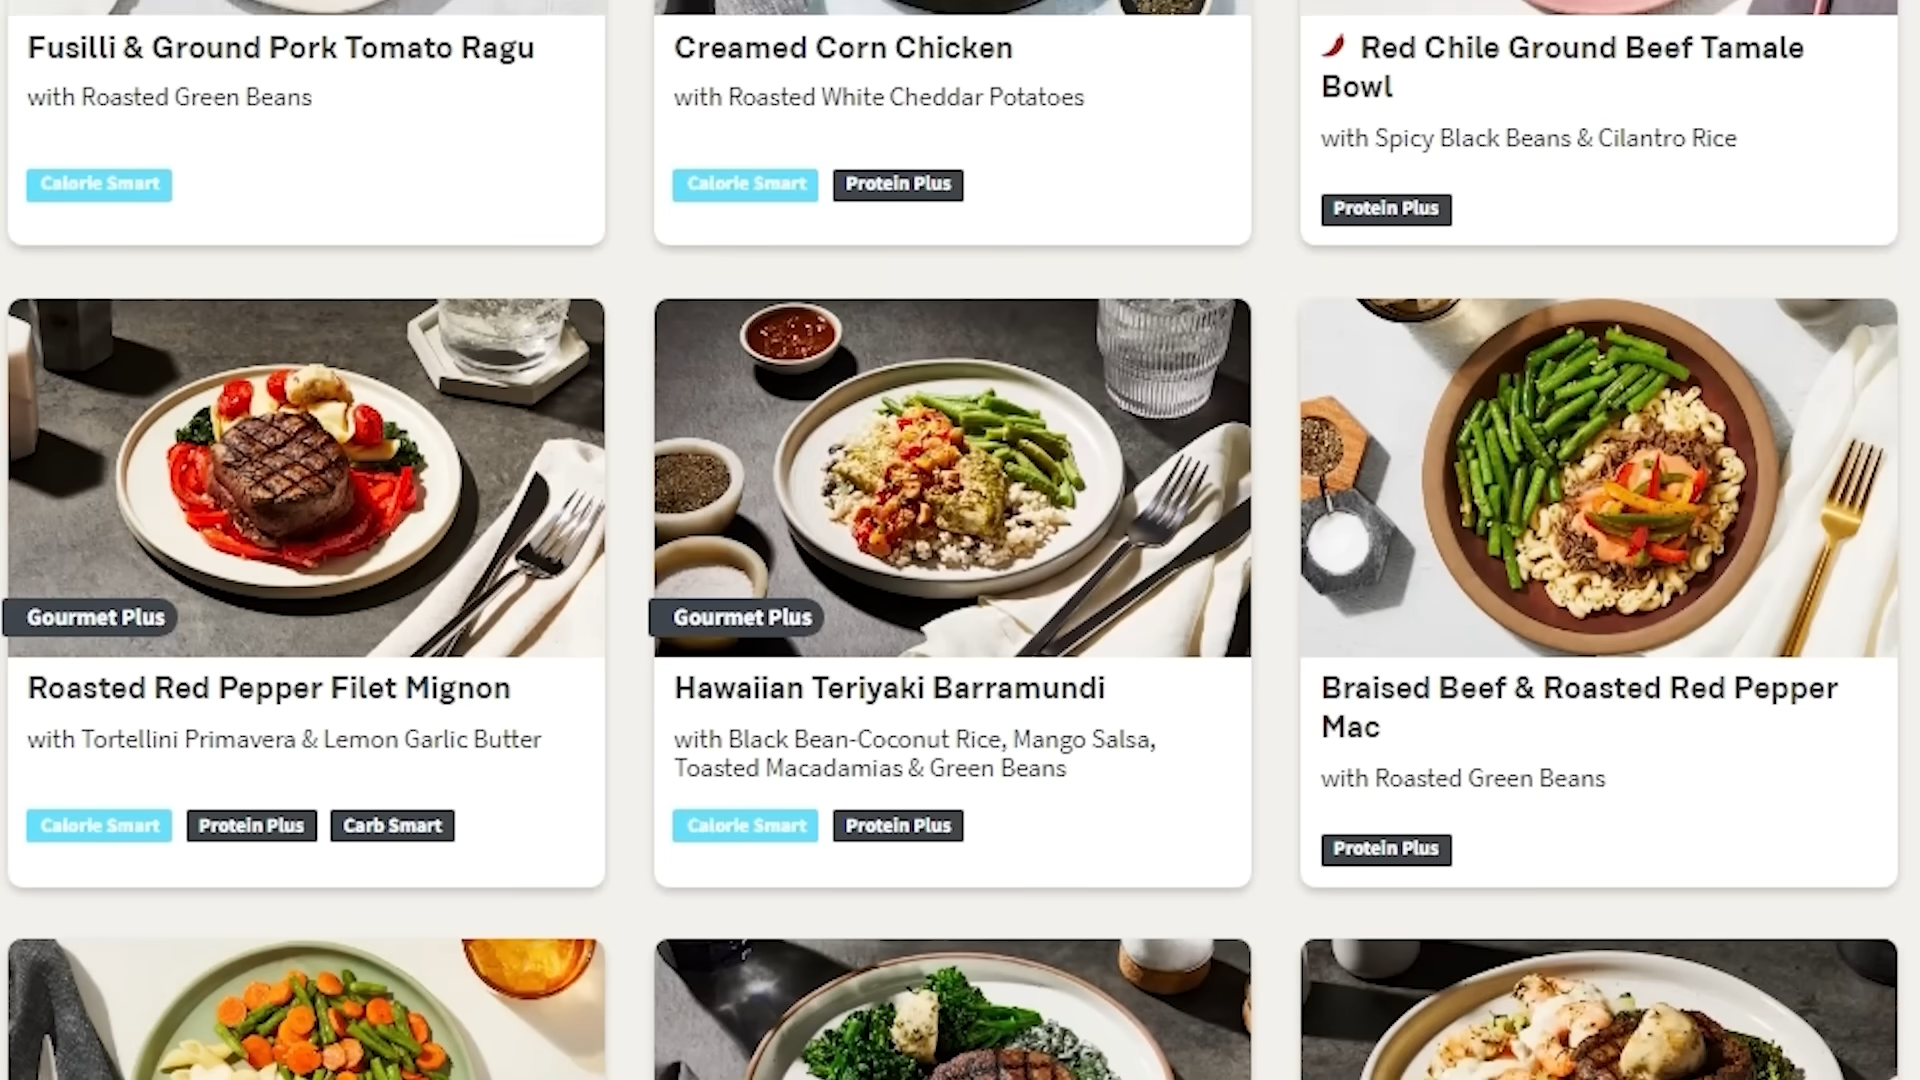 Fusilli & Ground Pork Tomato Ragu
with Roasted Green Beans
Calorie Smart
Creamed Corn Chicken
with Roasted White Cheddar Potatoes
Calorie Smart
Protein Plus
Red Chile Ground Beef Tamale
Bowl
with Spicy Black Beans & Cilantro Rice
Protein Plus
Gourmet Plus
Roasted Red Pepper Filet Mignon
with Tortellini Primavera & Lemon Garlic Butter
Calorie Smart
Protein Plus
Carb Smart
Gourmet Plus
Hawaiian Teriyaki Barramundi
with Black Bean-Coconut Rice, Mango Salsa,
Toasted Macadamias & Green Beans
Calorie Smart
Protein Plus
Braised Beef & Roasted Red Pepper
Mac
with Roasted Green Beans
Protein Plus